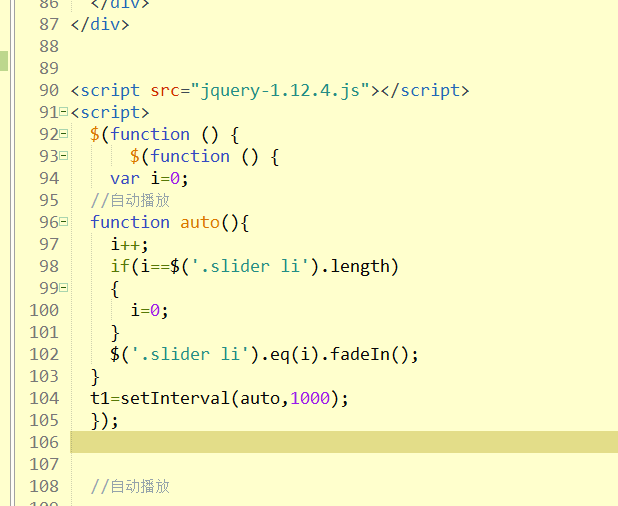 86 </div>
87 </div>
88
89
90 <script src="jquery-1.12.4.js"></script>
91 <script>
92 $(function () {
93 $(function () {
94 var i=0;
95 //自动播放
96 function auto(){
97 i++;
98 if(i==$('.slider li').length)
99 {
100 i=0;
101 }
102 $('.slider li').eq(i).fadeIn();
103 }
104 t1=setInterval(auto,1000);
105 });
106
107
108 //自动播放